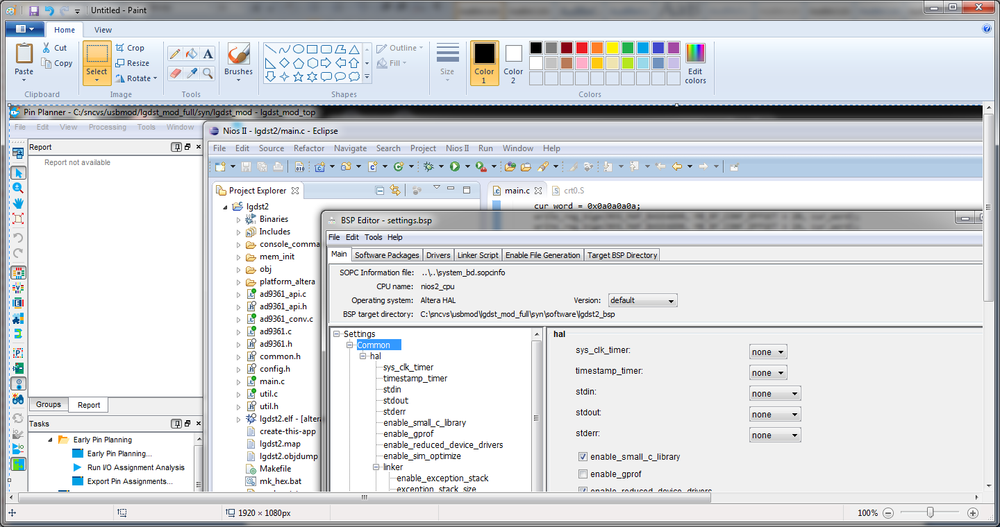 Untitled - Paint
Home View
Paste
Cut
Copy
Clipboard
Select
Crop
Resize
Rotate
Image
A
Tools
Brushes
Shapes
Outline
Fill
Size
Color 1
Color 2
Edit colors
Colors
Pin Planner - C:/sncvs/usbmod/lgdst_mod_full/syn/lgdst_mod - lgdst_mod_top
File Edit View Processing Tools Window
Report
Report not available
Groups Report
Tasks
Early Pin Planning
Early Pin Planning...
Run I/O Assignment Analysis
Export Pin Assignments...
Nios II - lgdst2/main.c - Eclipse
File Edit Source Refactor Navigate Search Project Nios II Run Window Help
Project Explorer
lgdst2
Binaries
Includes
console_comma
mem_init
obj
platform_altera
ad9361_api.c
ad9361_api.h
ad9361_conv.c
ad9361.c
ad9361.h
common.h
config.h
main.c
util.c
util.h
lgdst2.elf - [altera
create-this-app
lgdst2.map
lgdst2.objdump
Makefile
mk_hex.bat
main.c crt0.S
cur_word = 0x0a0a0a0a;
BSP Editor - settings.bsp
File Edit Tools Help
Main Software Packages Drivers Linker Script Enable File Generation Target BSP Directory
SOPC Information file: ..\..\system_bd.sopcinfo
CPU name: nios2_cpu
Operating system: Altera HAL Version: default
BSP target directory: C:\sncvs\usbmod\lgdst_mod_full\syn\software\lgdst2_bsp
Settings
Common
hal
sys_clk_timer
timestamp_timer
stdin
stdout
stderr
enable_small_c_library
enable_gprof
enable_reduced_device_drivers
enable_sim_optimize
linker
enable_exception_stack
exception_stack_size
hal
sys_clk_timer: none
timestamp_timer: none
stdin: none
stdout: none
stderr: none
enable_small_c_library
enable_gprof
enable_reduced_device_drivers
1920 × 1080px
100%